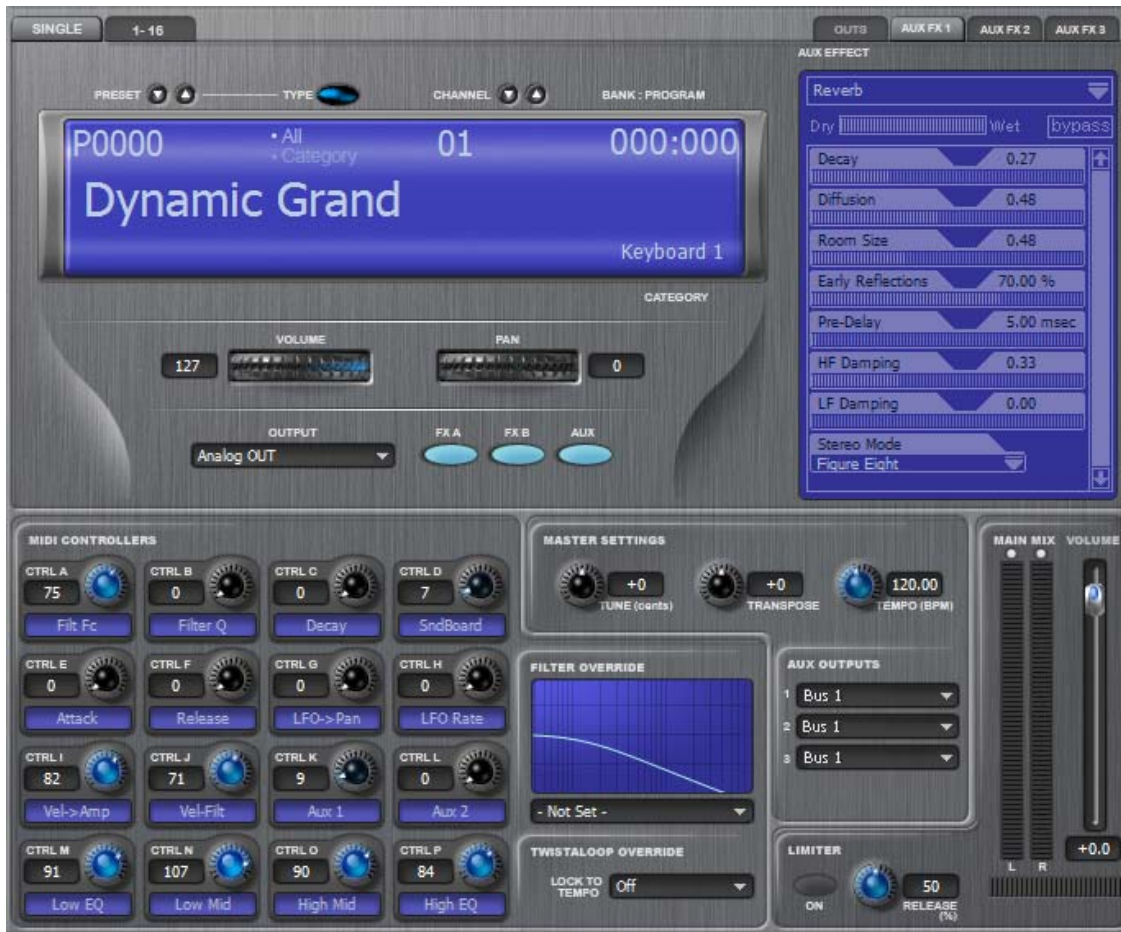 SINGLE 1-16 OUTS AUX FX 1 AUX FX 2 AUX FX 3
AUX EFFECT
PRESET TYPE CHANNEL BANK : PROGRAM
P0000 • All 01 000:000
• Category
Dynamic Grand
Keyboard 1
CATEGORY
VOLUME PAN
127 0
OUTPUT FX A FX B AUX
Analog OUT
Reverb
Dry Wet bypass
Decay 0.27
Diffusion 0.48
Room Size 0.48
Early Reflections 70.00 %
Pre-Delay 5.00 msec
HF Damping 0.33
LF Damping 0.00
Stereo Mode
Figure Eight
MIDI CONTROLLERS
CTRL A CTRL B CTRL C CTRL D
75 0 0 7
Filt Fc Filter Q Decay SndBoard
CTRL E CTRL F CTRL G CTRL H
0 0 0 0
Attack Release LFO->Pan LFO Rate
CTRL I CTRL J CTRL K CTRL L
82 71 9 0
Vel->Amp Vel-Filt Aux 1 Aux 2
CTRL M CTRL N CTRL O CTRL P
91 107 90 84
Low EQ Low Mid High Mid High EQ
MASTER SETTINGS
+0 +0 120.00
TUNE (cents) TRANSPOSE TEMPO (BPM)
FILTER OVERRIDE
- Not Set -
TWISTALOOP OVERRIDE
LOCK TO
TEMPO Off
AUX OUTPUTS
1 Bus 1
2 Bus 1
3 Bus 1
LIMITER
50
ON RELEASE
(%)
MAIN MIX VOLUME
+0.0
L R